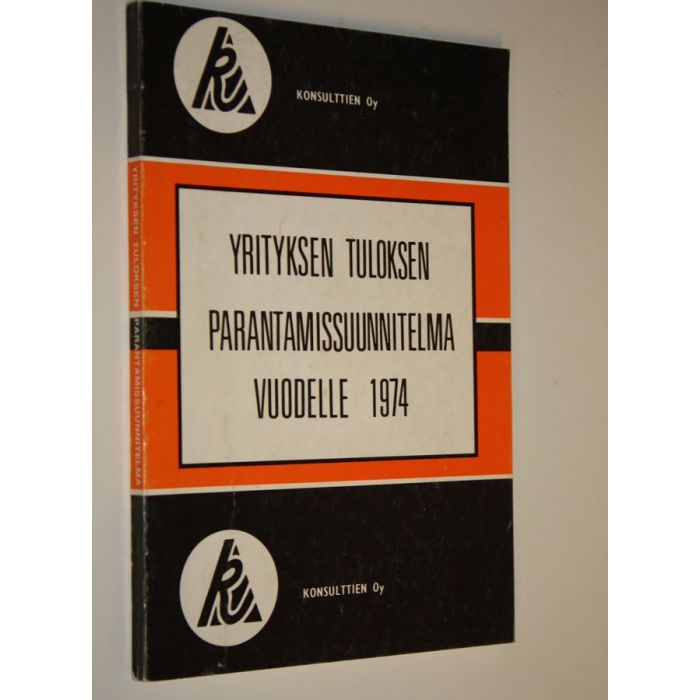 KONSULTTIEN Oy
YRITYKSEN TULOKSEN
PARANTAMISSUUNNITELMA
VUODELLE 1974
KONSULTTIEN Oy
YRITYKSEN TULOKSEN PARANTAMISSUUNNITELMA